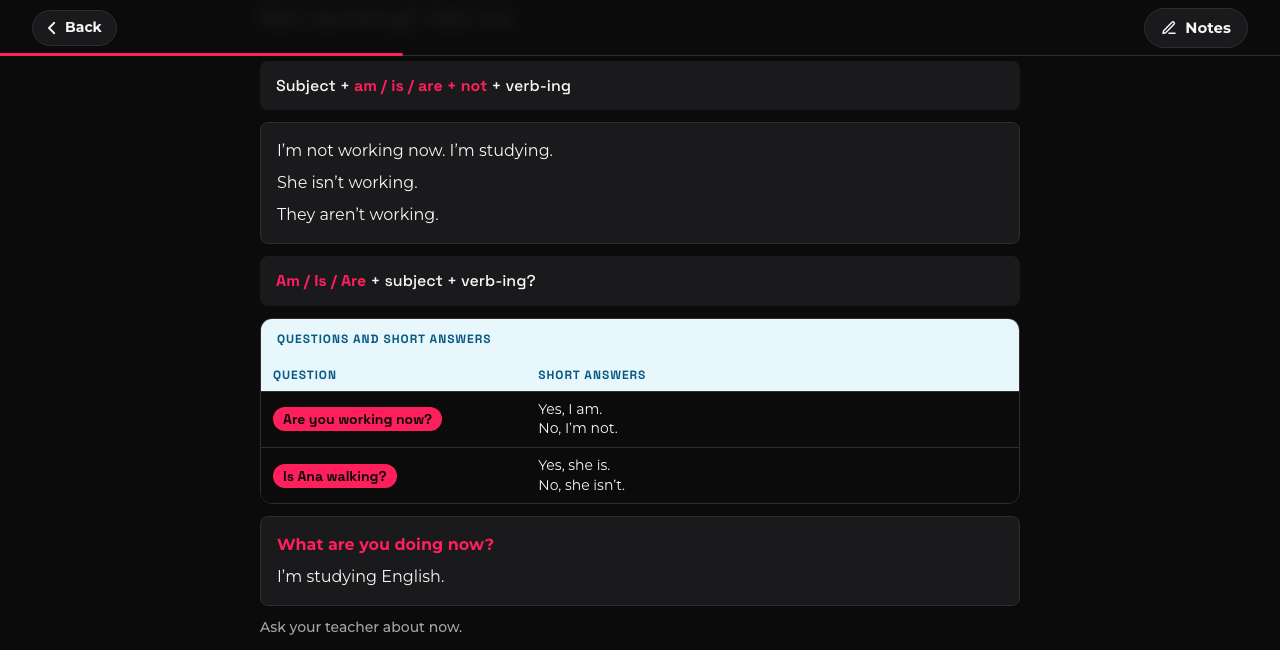 Back
Notes
Subject + am / is / are + not + verb-ing
I’m not working now. I’m studying.
She isn’t working.
They aren’t working.
Am / Is / Are + subject + verb-ing?
QUESTIONS AND SHORT ANSWERS
QUESTION
SHORT ANSWERS
Are you working now?
Yes, I am.
No, I’m not.
Is Ana walking?
Yes, she is.
No, she isn’t.
What are you doing now?
I’m studying English.
Ask your teacher about now.